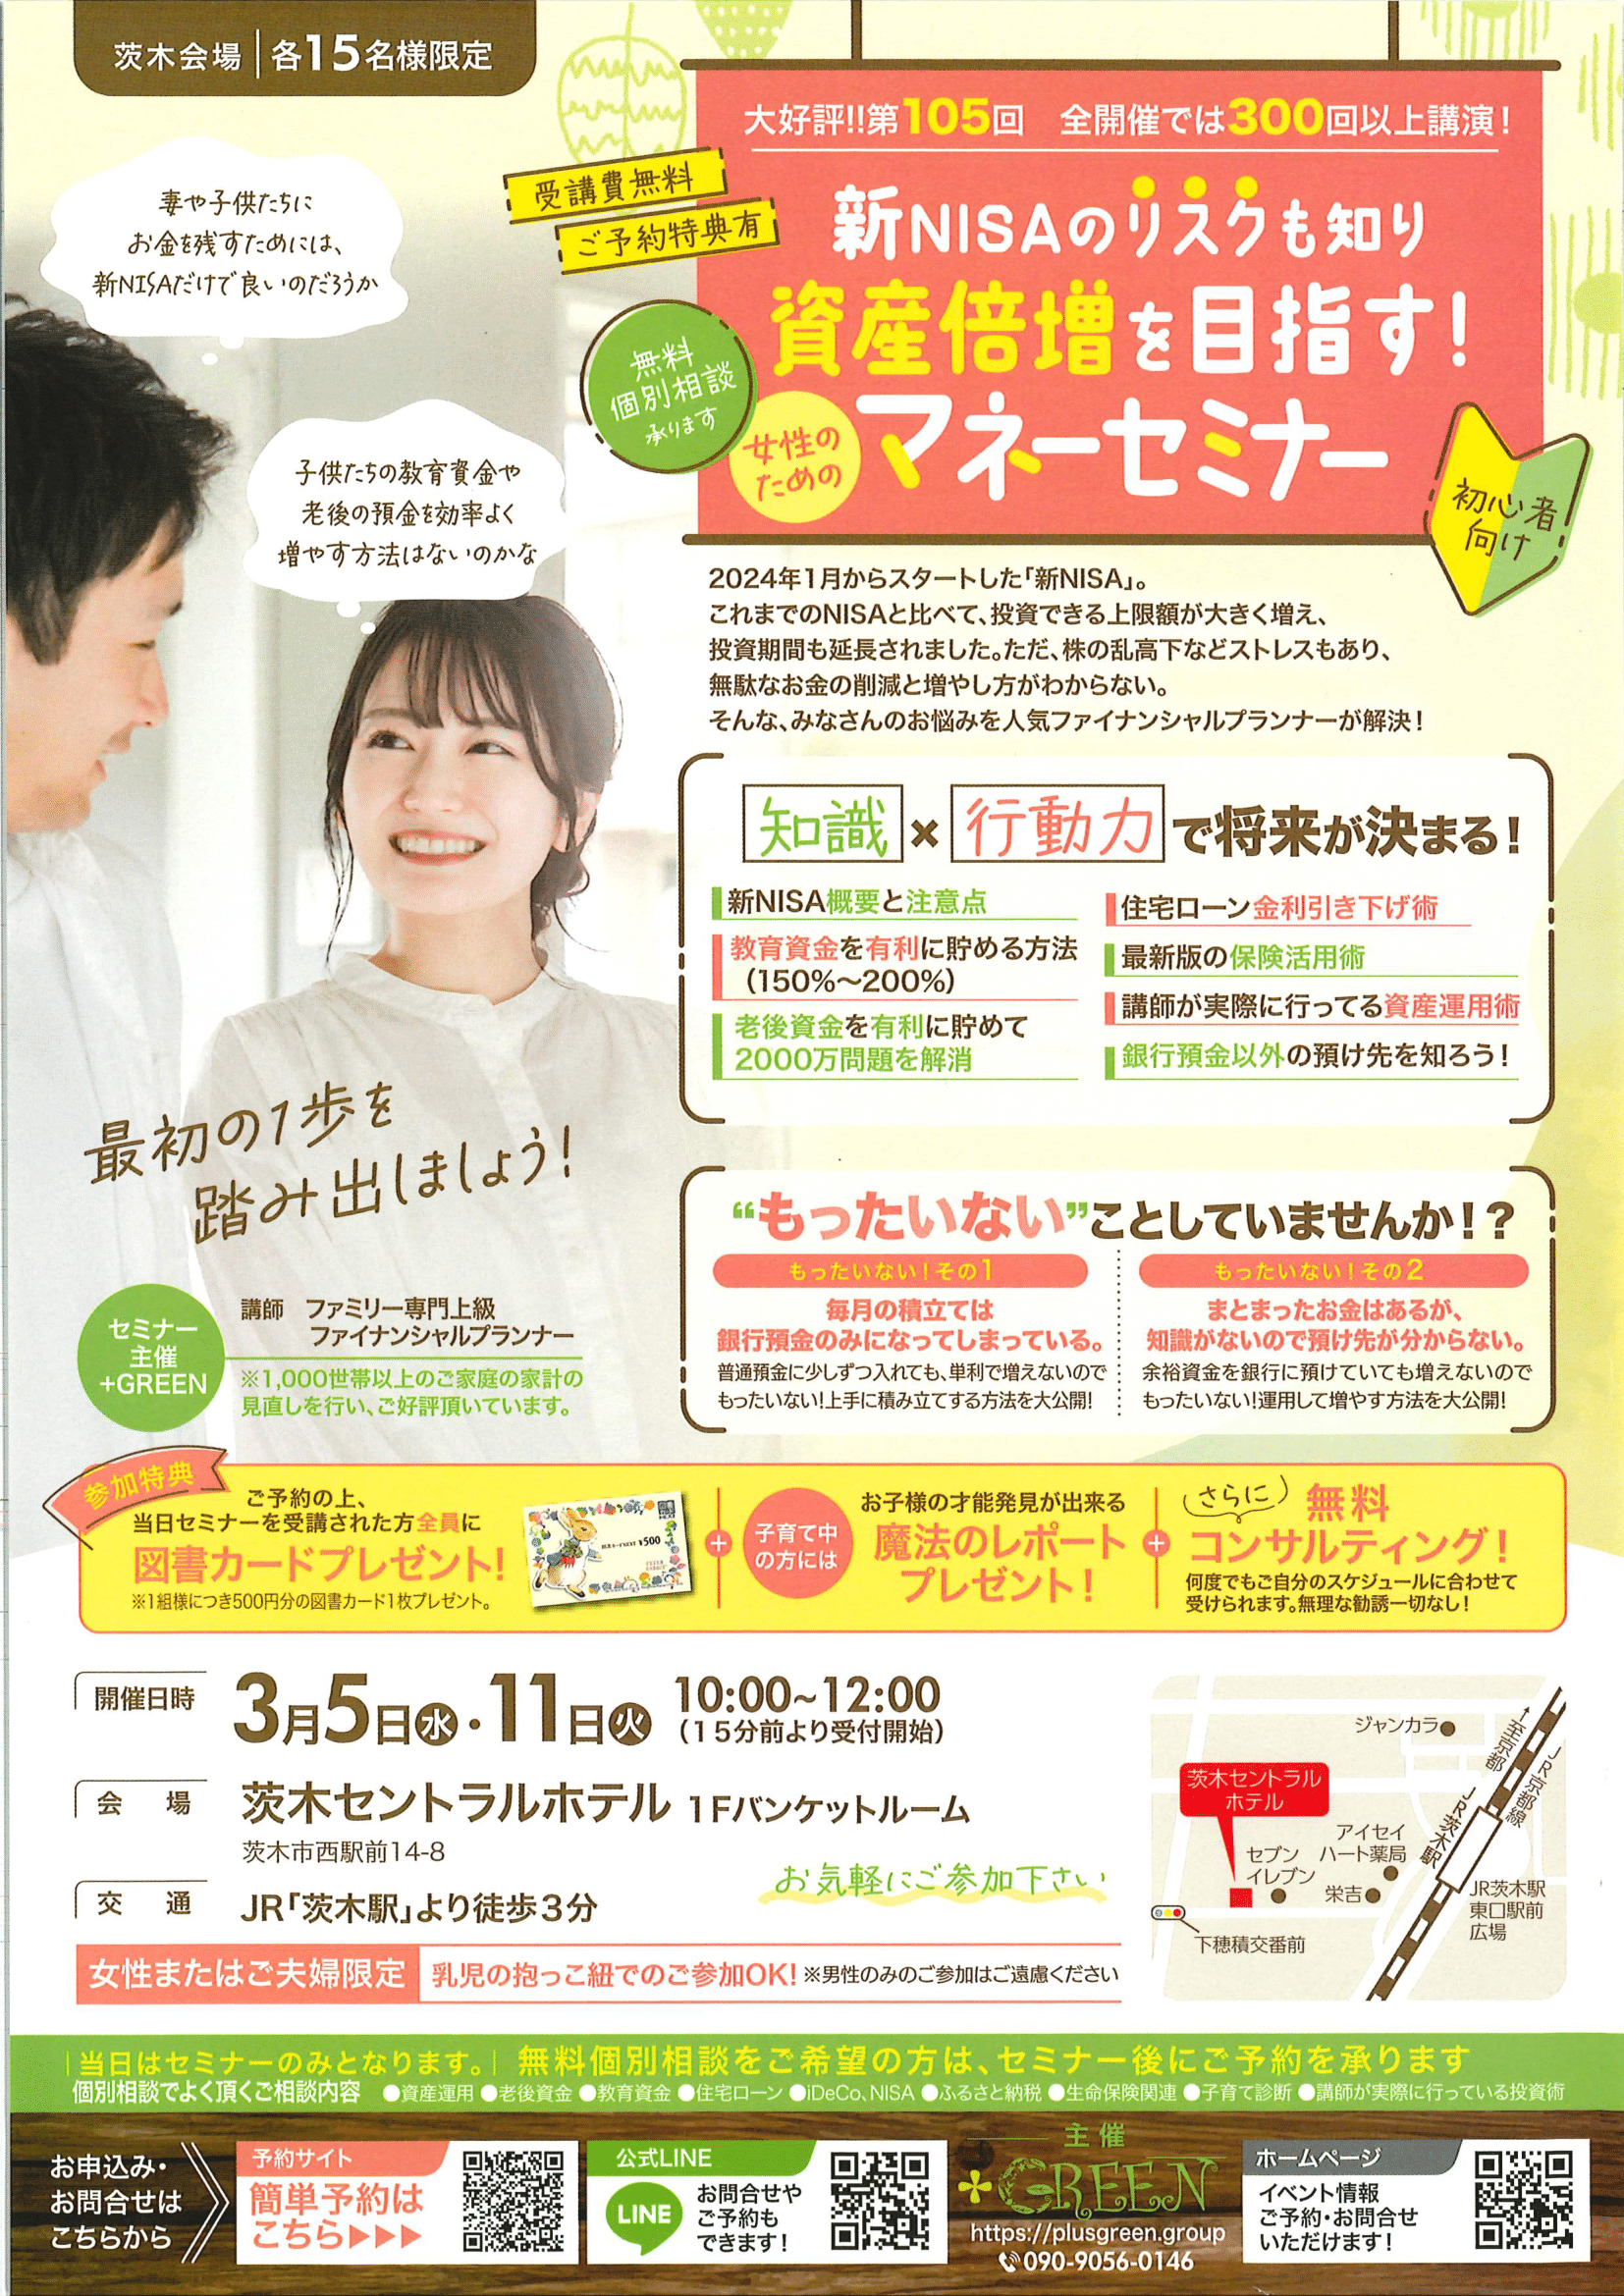 茨木会場 各15名様限定
大好評!!第105回 全開催では300回以上講演!
受講費無料
ご予約特典有
新NISAのリスクも知り
資産倍増を目指す!
女性の
ための
マネーセミナー
無料
個別相談
承ります
初心者
向け
妻や子供たちに
お金を残すためには、
新NISAだけで良いのだろうか
子供たちの教育資金や
老後の預金を効率よく
増やす方法はないのかな
2024年1月からスタートした「新NISA」。
これまでのNISAと比べて、投資できる上限額が大きく増え、
投資期間も延長されました。ただ、株の乱高下などストレスもあり、
無駄なお金の削減と増やし方がわからない。
そんな、みなさんのお悩みを人気ファイナンシャルプランナーが解決!
知識×行動力で将来が決まる!
新NISA概要と注意点
教育資金を有利に貯める方法
(150%～200%)
老後資金を有利に貯めて
2000万問題を解消
住宅ローン金利引き下げ術
最新版の保険活用術
講師が実際に行ってる資産運用術
銀行預金以外の預け先を知ろう!
最初の1歩を
踏み出しましょう!
“もったいない”ことしていませんか!?
もったいない!その1
毎月の積立ては
銀行預金のみになってしまっている。
普通預金に少しずつ入れても、単利で増えないので
もったいない!上手に積み立てする方法を大公開!
もったいない!その2
まとまったお金はあるが、
知識がないので預け先が分からない。
余裕資金を銀行に預けていても増えないので
もったいない!運用して増やす方法を大公開!
セミナー
主催
+GREEN
講師 ファミリー専門上級
ファイナンシャルプランナー
※1,000世帯以上のご家庭の家計の
見直しを行い、ご好評頂いています。
参加特典
ご予約の上、
当日セミナーを受講された方全員に
図書カードプレゼント!
※1組様につき500円分の図書カード1枚プレゼント。
図書カードNEXT ¥500
PETER RABBIT
+
子育て中
の方には
お子様の才能発見が出来る
魔法のレポート
プレゼント!
+
さらに
無料
コンサルティング!
何度でもご自分のスケジュールに合わせて
受けられます。無理な勧誘一切なし!
開催日時
3月5日水・11日火
10:00~12:00
(15分前より受付開始)
会場
茨木セントラルホテル 1Fバンケットルーム
茨木市西駅前14-8
交通
JR「茨木駅」より徒歩3分
お気軽にご参加下さい
女性またはご夫婦限定 乳児の抱っこ紐でのご参加OK! ※男性のみのご参加はご遠慮ください
ジャンカラ
↑至京都
JR京都線
JR茨木駅
茨木セントラル
ホテル
アイセイ
ハート薬局
セブン
イレブン
栄吉
JR茨木駅
東口駅前
広場
下穂積交番前
|当日はセミナーのみとなります。| 無料個別相談をご希望の方は、セミナー後にご予約を承ります
個別相談でよく頂くご相談内容 ●資産運用 ●老後資金 ●教育資金 ●住宅ローン ●iDeCo、NISA ●ふるさと納税 ●生命保険関連 ●子育て診断 ●講師が実際に行っている投資術
お申込み・
お問合せは
こちらから
予約サイト
簡単予約は
こちら▶▶▶
公式LINE
LINE
お問合せや
ご予約も
できます!
主催
+GREEN
https://plusgreen.group
090-9056-0146
ホームページ
イベント情報
ご予約・お問合せ
いただけます!